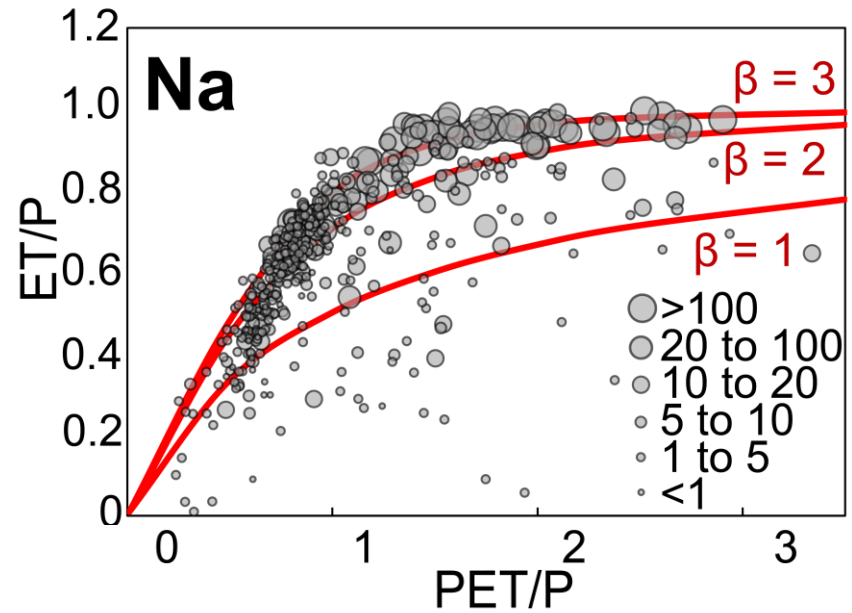 1.2
Na
1.0
0.8
0.6
0.4
0.2
0
ET/P
β = 3
β = 2
β = 1
>100
20 to 100
10 to 20
5 to 10
1 to 5
<1
0 1 2 3
PET/P